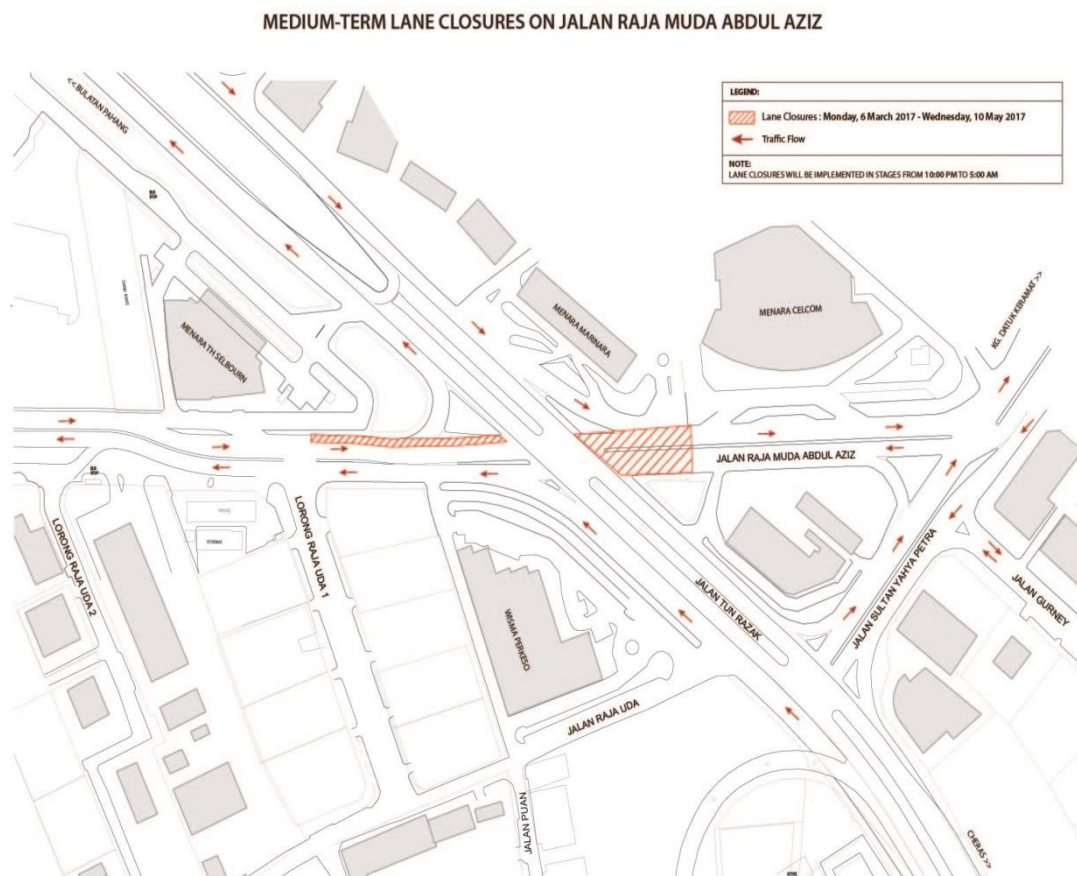 MEDIUM-TERM LANE CLOSURES ON JALAN RAJA MUDA ABDUL AZIZ
<< BULATAN PAHANG
LEGEND:
Lane Closures : Monday, 6 March 2017 - Wednesday, 10 May 2017
Traffic Flow
NOTE:
LANE CLOSURES WILL BE IMPLEMENTED IN STAGES FROM 10:00 PM TO 5:00 AM
BUS
STOP
MENARA TH SELBOURN
MENARA MARINARA
MENARA CELCOM
KG. DATUK KERAMAT >>
JALAN RAJA MUDA ABDUL AZIZ
BUS
STOP
LORONG RAJA UDA 2
LORONG RAJA UDA 1
WISMA PERKESO
JALAN TUN RAZAK
JALAN SULTAN YAHYA PETRA
JALAN GURNEY
JALAN RAJA UDA
JALAN PUAN
CHERAS >>